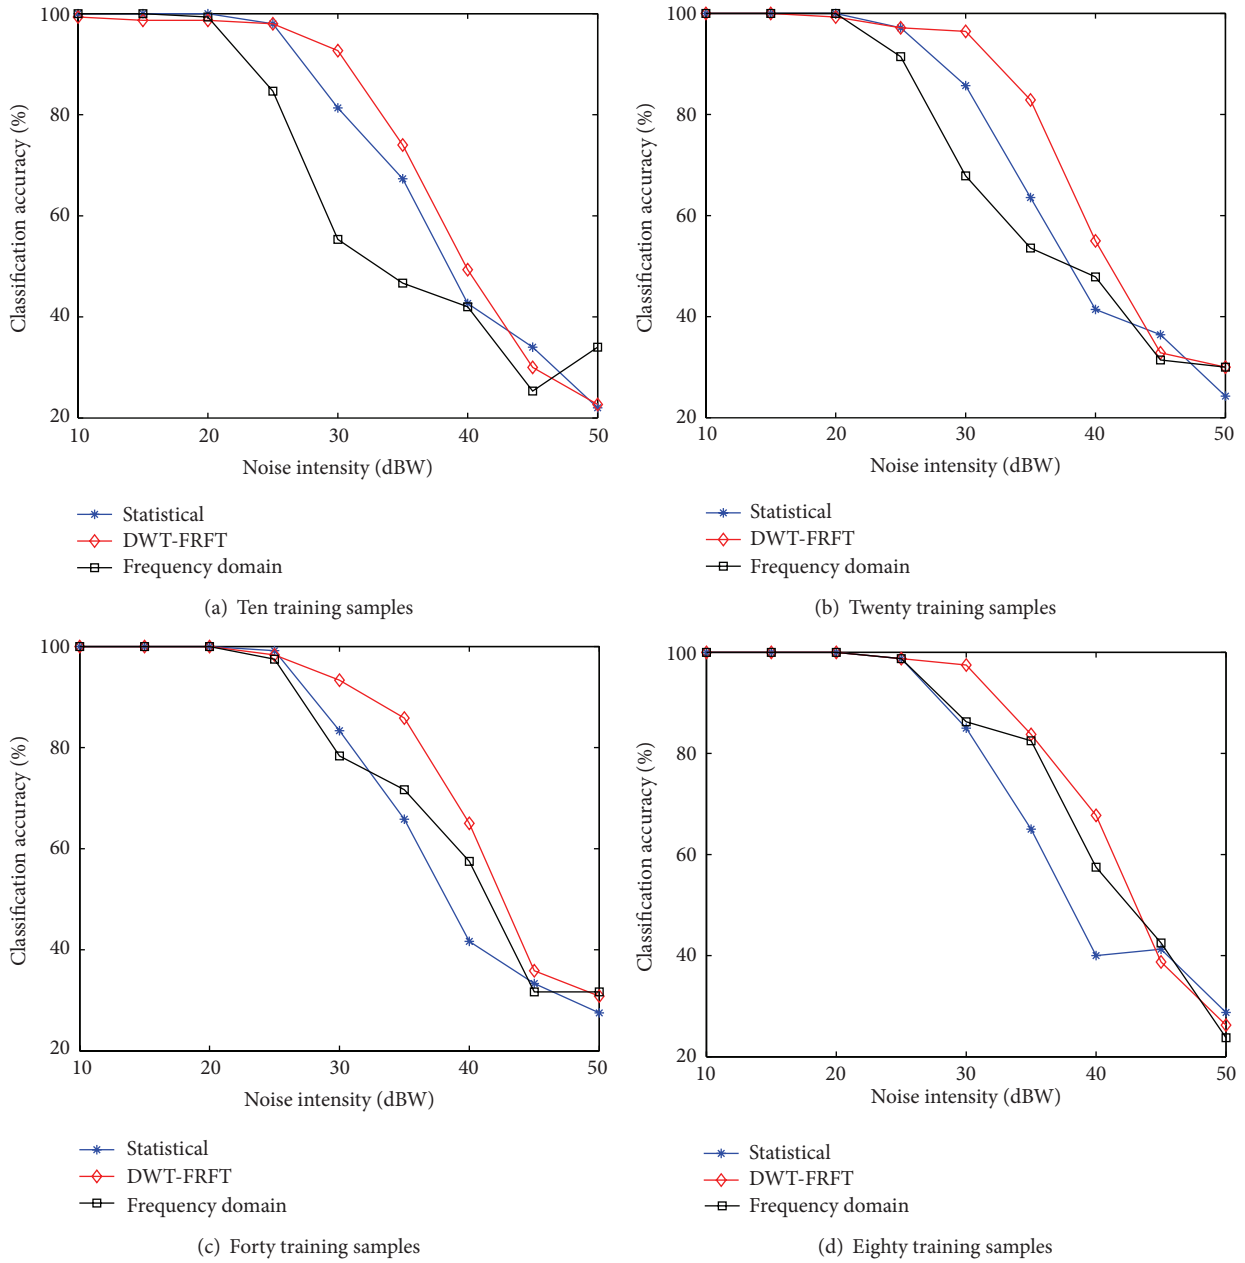 100
80
60
40
20
Classification accuracy (%)
10
20
30
40
50
Noise intensity (dBW)
Statistical
DWT-FRFT
Frequency domain
(a) Ten training samples
100
80
60
40
20
Classification accuracy (%)
10
20
30
40
50
Noise intensity (dBW)
Statistical
DWT-FRFT
Frequency domain
(b) Twenty training samples
100
80
60
40
20
Classification accuracy (%)
10
20
30
40
50
Noise intensity (dBW)
Statistical
DWT-FRFT
Frequency domain
(c) Forty training samples
100
80
60
40
20
Classification accuracy (%)
10
20
30
40
50
Noise intensity (dBW)
Statistical
DWT-FRFT
Frequency domain
(d) Eighty training samples